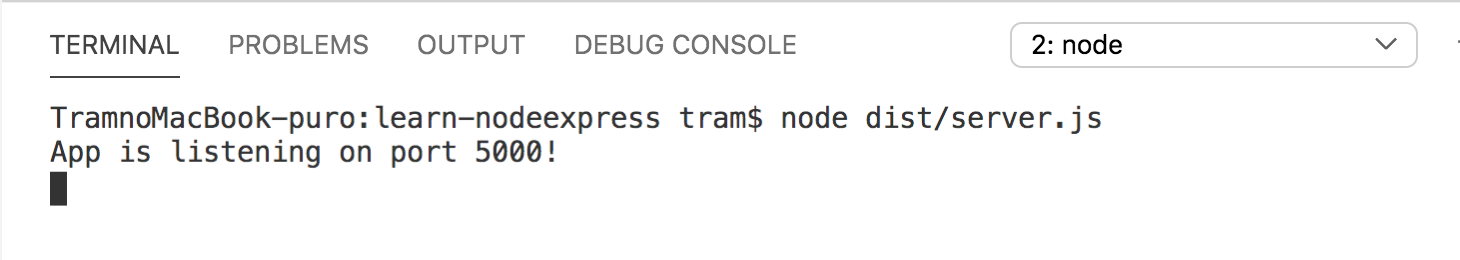 TERMINAL PROBLEMS OUTPUT DEBUG CONSOLE 2: node
TramnoMacBook-puro:learn-nodeexpress tram$ node dist/server.js
App is listening on port 5000!